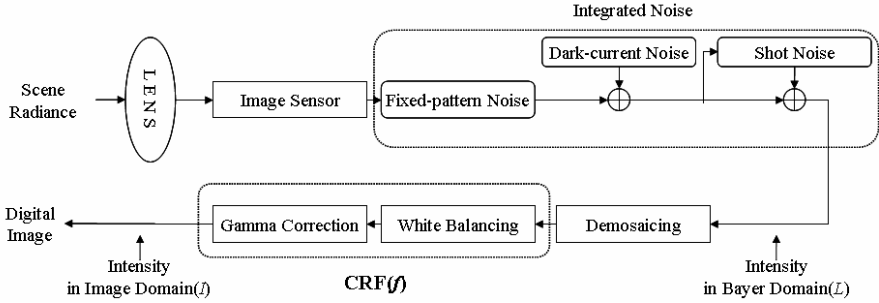 Integrated Noise
Dark-current Noise
Shot Noise
Scene
Radiance
LENS
Image Sensor
Fixed-pattern Noise
Digital
Image
Gamma Correction
White Balancing
Demosaicing
Intensity
in Image Domain(I)
CRF(f)
Intensity
in Bayer Domain(L)